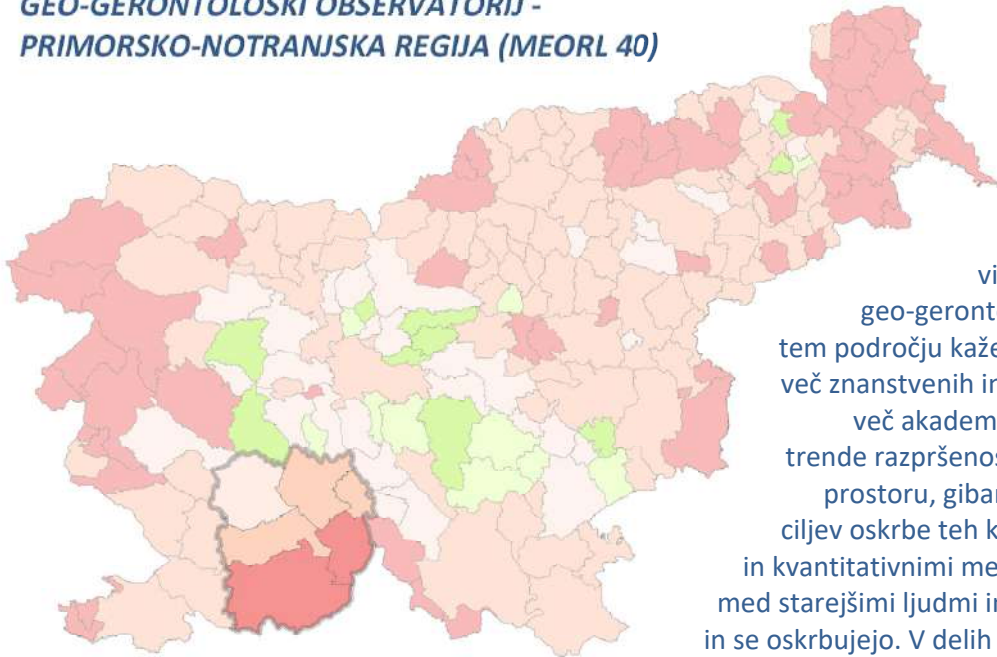 GEO-GERONTOLOŠKI OBSERVATORIJ -
PRIMORSKO-NOTRANJSKA REGIJA (MEORL 40)
vi
geo-geront
tem področju kaže
več znanstvenih in
več akadem
trende razpršenos
prostoru, gibar
ciljev oskrbe teh k
in kvantitativnimi me
med starejšimi ljudmi in
in se oskrbujejo. V delih